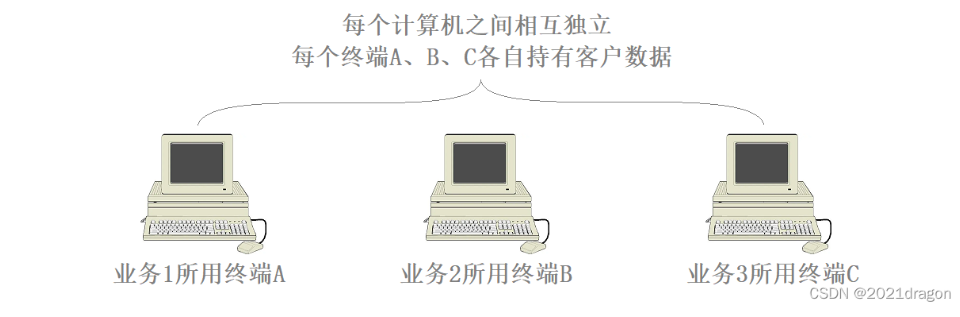 每个计算机之间相互独立
每个终端A、B、C各自持有客户数据
业务1所用终端A
业务2所用终端B
业务3所用终端C
CSDN @2021dragon